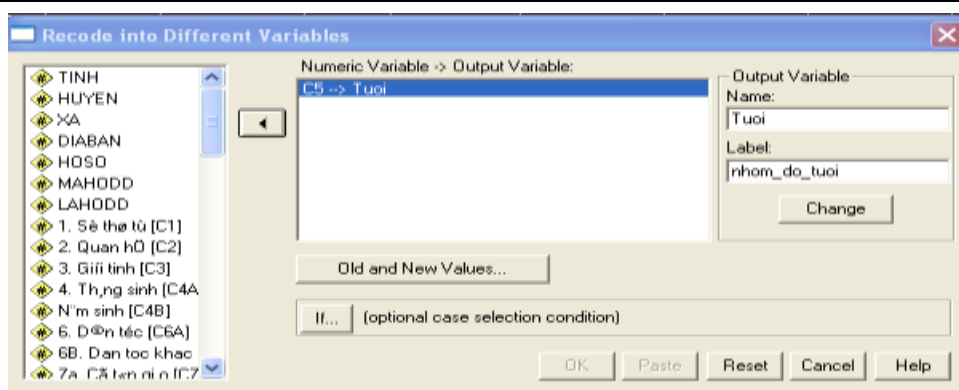 Recode into Different Variables
TINH
HUYEN
XA
DIABAN
HOSO
MAHODD
LAHODD
1. Sè thø tù [C1]
2. Quan hÖ [C2]
3. Giíi tinh [C3]
4. Th¸ng sinh [C4A
N¨m sinh [C4B]
6. D©n téc [C6A]
6B. Dan toc khac
7a.
Numeric Variable -> Output Variable:
C5 --> Tuoi
Output Variable
Name:
Tuoi
Label:
nhom_do_tuoi
Change
Old and New Values...
If... (optional case selection condition)
OK Paste Reset Cancel Help